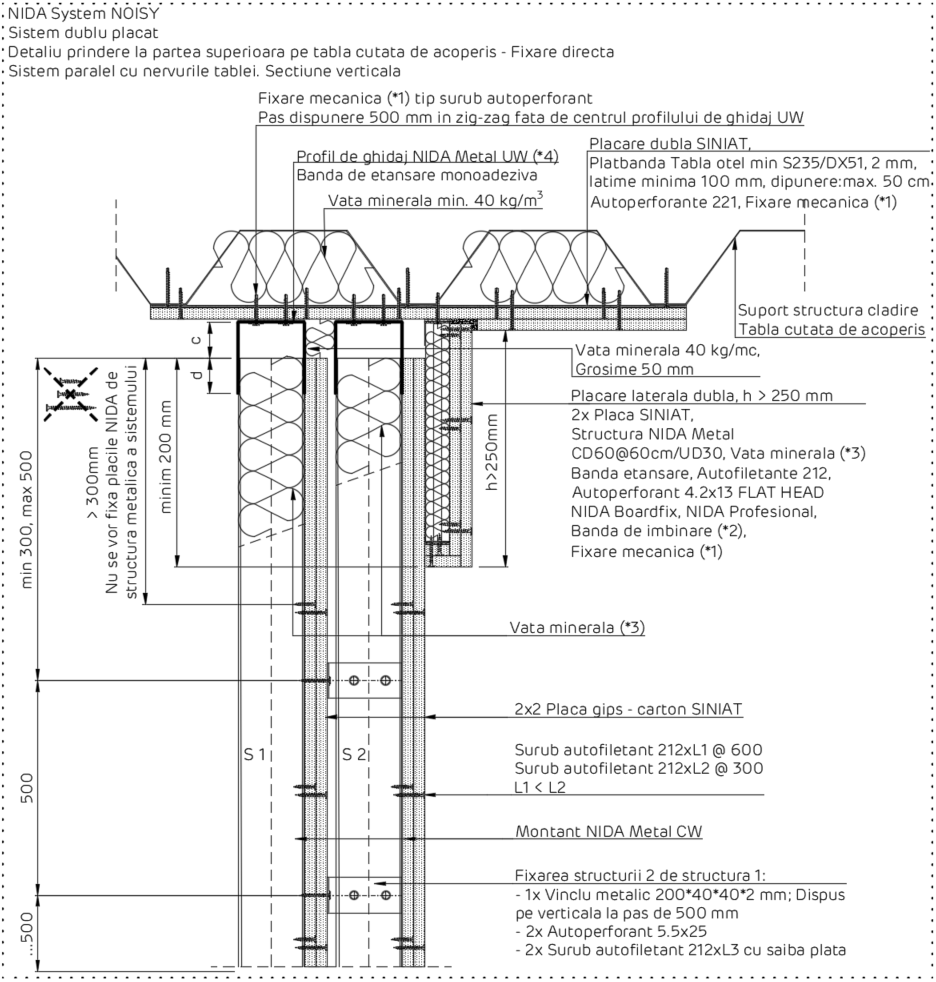 NIDA System NOISY
Sistem dublu placat
Detaliu prindere la partea superioara pe tabla cutata de acoperis - Fixare directa
Sistem paralel cu nervurile tablei. Sectiune verticala
Fixare mecanica (*1) tip surub autoperforant
Pas dispunere 500 mm in zig-zag fata de centrul profilului de ghidaj UW
Profil de ghidaj NIDA Metal UW (*4)
Banda de etansare monoadeziva
Vata minerala min. 40 kg/m³
Placare dubla SINIAT,
Platbanda Tabla otel min S235/DX51, 2 mm,
latime minima 100 mm, dipunere:max. 50 cm
Autoperforante 221, Fixare mecanica (*1)
Suport structura cladire
Tabla cutata de acoperis
c
d
Vata minerala 40 kg/mc,
Grosime 50 mm
Placare laterala dubla, h > 250 mm
2x Placa SINIAT,
Structura NIDA Metal
CD60@60cm/UD30, Vata minerala (*3)
Banda etansare, Autofiletante 212,
Autoperforant 4.2x13 FLAT HEAD
NIDA Boardfix, NIDA Profesional,
Banda de imbinare (*2),
Fixare mecanica (*1)
min 300, max 500
> 300mm
Nu se vor fixa placile NIDA de
structura metalica a sistemului
minim 200 mm
h>250mm
Vata minerala (*3)
2x2 Placa gips - carton SINIAT
S 1
S 2
Surub autofiletant 212xL1 @ 600
Surub autofiletant 212xL2 @ 300
L1 < L2
500
Montant NIDA Metal CW
Fixarea structurii 2 de structura 1:
- 1x Vinclu metalic 200*40*40*2 mm; Dispus
pe verticala la pas de 500 mm
- 2x Autoperforant 5.5x25
- 2x Surub autofiletant 212xL3 cu saiba plata
...500